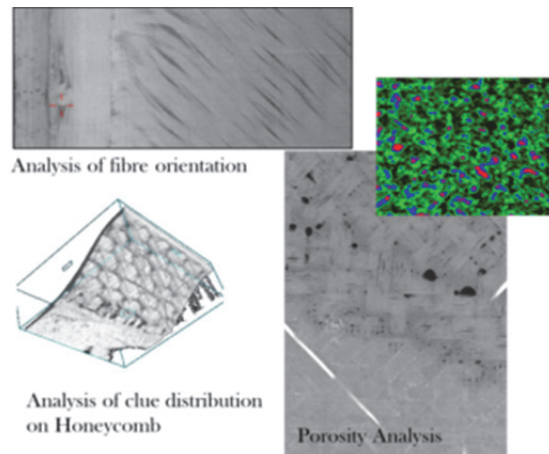 Analysis of fibre orientation
Analysis of clue distribution
on Honeycomb
Porosity Analysis